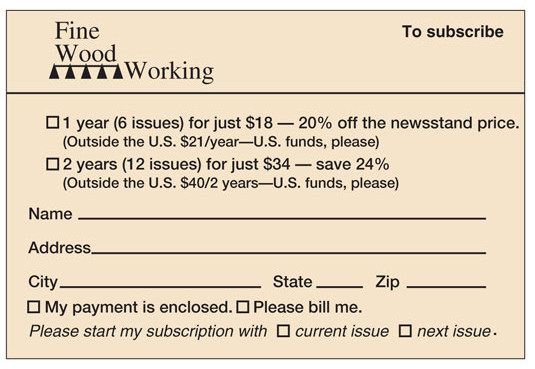 Fine
Wood
Working
To subscribe
1 year (6 issues) for just $18 — 20% off the newsstand price.
(Outside the U.S. $21/year—U.S. funds, please)
2 years (12 issues) for just $34 — save 24%
(Outside the U.S. $40/2 years—U.S. funds, please)
Name
Address
City State Zip
My payment is enclosed. Please bill me.
Please start my subscription with current issue next issue.